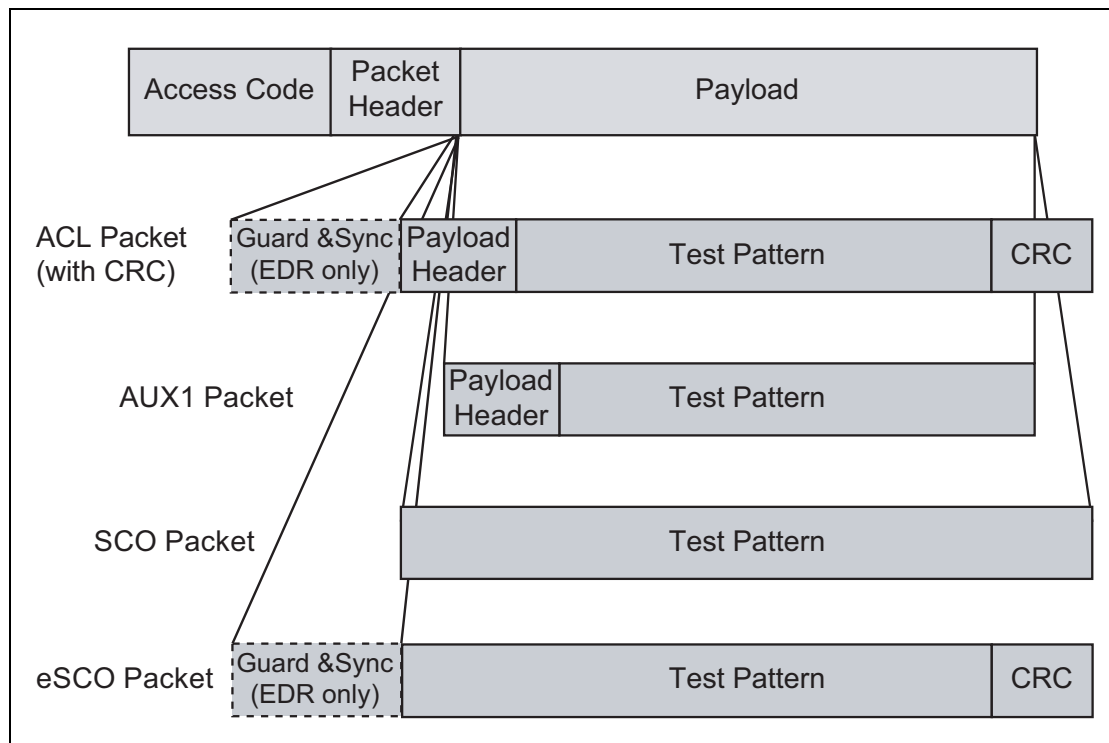 Access Code
Packet
Header
Payload
ACL Packet
(with CRC)
Guard &Sync
(EDR only)
Payload
Header
Test Pattern
CRC
AUX1 Packet
Payload
Header
Test Pattern
SCO Packet
Test Pattern
eSCO Packet
Guard &Sync
(EDR only)
Test Pattern
CRC